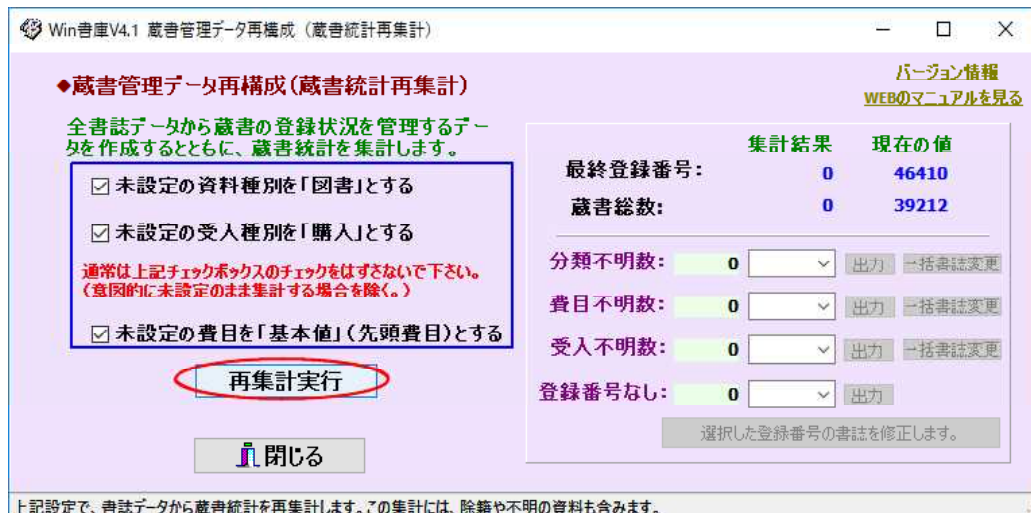 Win書庫V4.1 蔵書管理データ再構成（蔵書統計再集計）
バージョン情報
WEBのマニュアルを見る
◆蔵書管理データ再構成(蔵書統計再集計)
全書誌データから蔵書の登録状況を管理するデー
タを作成するとともに、蔵書統計を集計します。
未設定の資料種別を「図書」とする
未設定の受入種別を「購入」とする
通常は上記チェックボックスのチェックをはずさないで下さい。
(意図的に未設定のまま集計する場合を除く。)
未設定の費目を「基本値」(先頭費目)とする
再集計実行
閉じる
集計結果 現在の値
最終登録番号: 0 46410
蔵書総数: 0 39212
分類不明数: 0 出力 一括書誌変更
費目不明数: 0 出力 一括書誌変更
受入不明数: 0 出力 一括書誌変更
登録番号なし: 0 出力
選択した登録番号の書誌を修正します。
上記設定で、書誌データから蔵書統計を再集計します。この集計には、除籍や不明の資料も含みます。